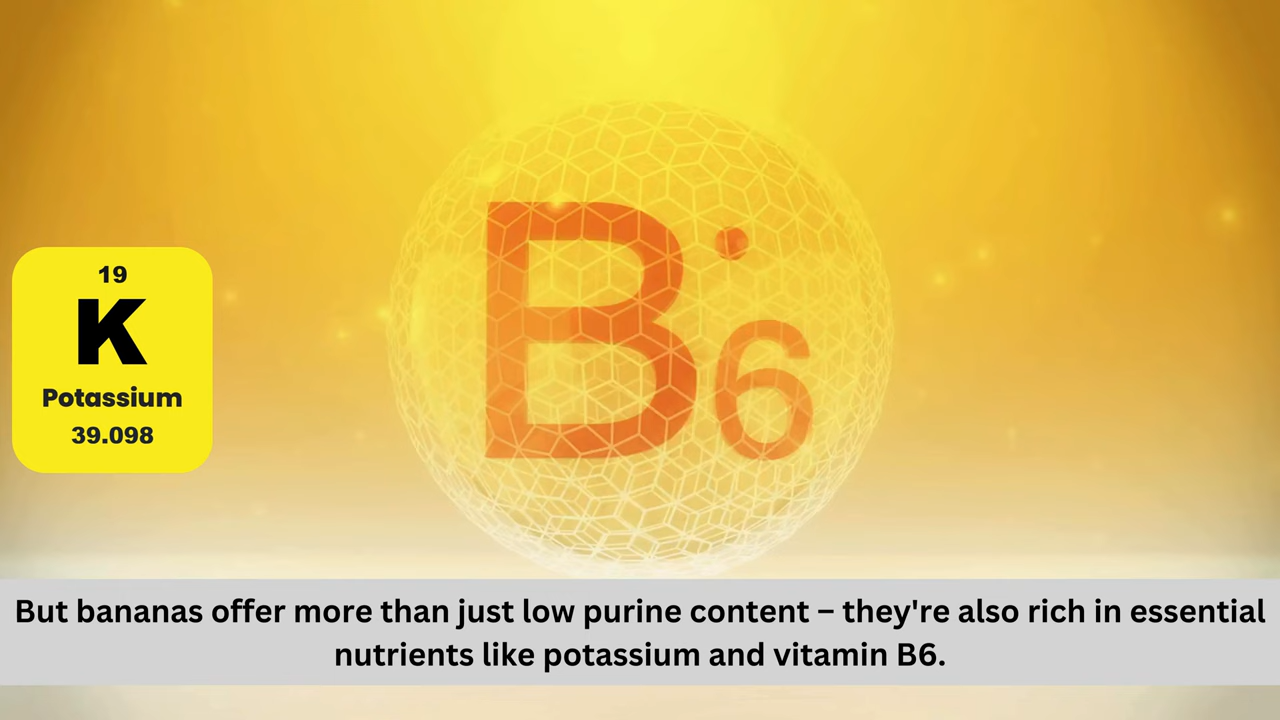 19
K
Potassium
39.098
B6
But bananas offer more than just low purine content – they're also rich in essential
nutrients like potassium and vitamin B6.